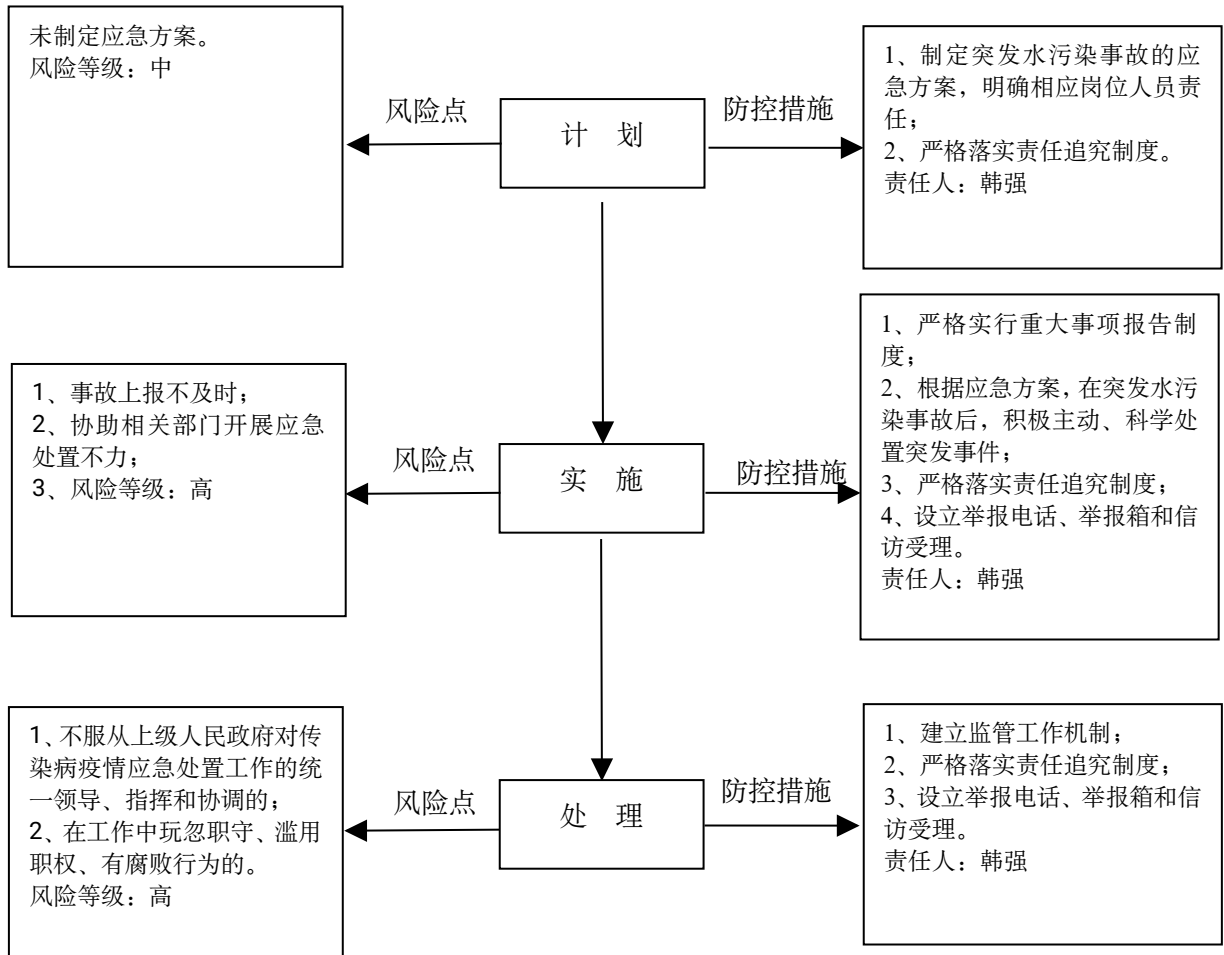 未制定应急方案。
风险等级：中
风险点
计 划
防控措施
1、制定突发水污染事故的应
急方案，明确相应岗位人员责
任；
2、严格落实责任追究制度。
责任人：韩强
1、事故上报不及时；
2、协助相关部门开展应急
处置不力；
3、风险等级：高
风险点
实 施
防控措施
1、严格实行重大事项报告制
度；
2、根据应急方案，在突发水污
染事故后，积极主动、科学处
置突发事件；
3、严格落实责任追究制度；
4、设立举报电话、举报箱和信
访受理。
责任人：韩强
1、不服从上级人民政府对传
染病疫情应急处置工作的统
一领导、指挥和协调的；
2、在工作中玩忽职守、滥用
职权、有腐败行为的。
风险等级：高
风险点
处 理
防控措施
1、建立监管工作机制；
2、严格落实责任追究制度；
3、设立举报电话、举报箱和信
访受理。
责任人：韩强